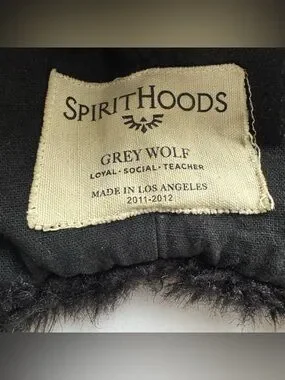 SPIRITHOODS
GREY WOLF
LOYAL · SOCIAL · TEACHER
MADE IN LOS ANGELES
2011-2012